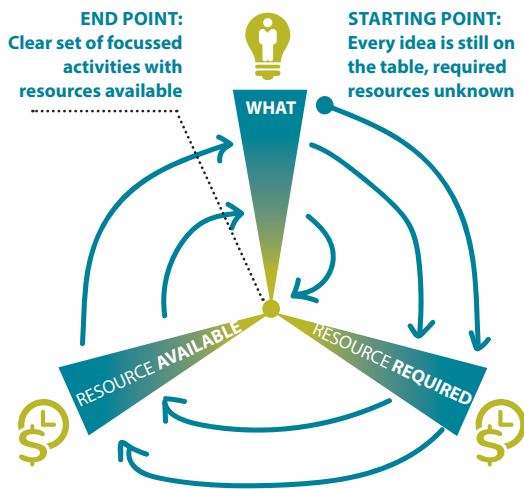 END POINT:
Clear set of focussed
activities with
resources available
STARTING POINT:
Every idea is still on
the table, required
resources unknown
WHAT
RESOURCE AVAILABLE
RESOURCE REQUIRED
$
$